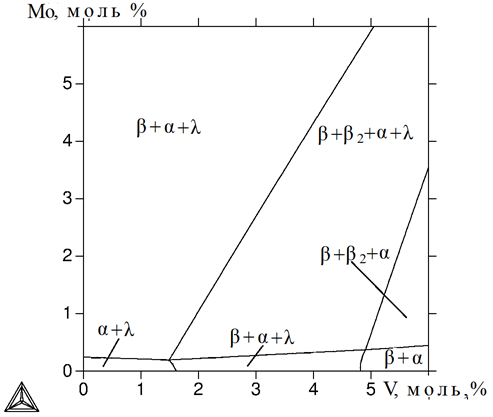 Mo, моль %
5
β+α+λ
β+β₂+α+λ
4
3
2
β+β₂+α
1
α+λ
β+α+λ
β+α
0
0 1 2 3 4 5 V, моль,%